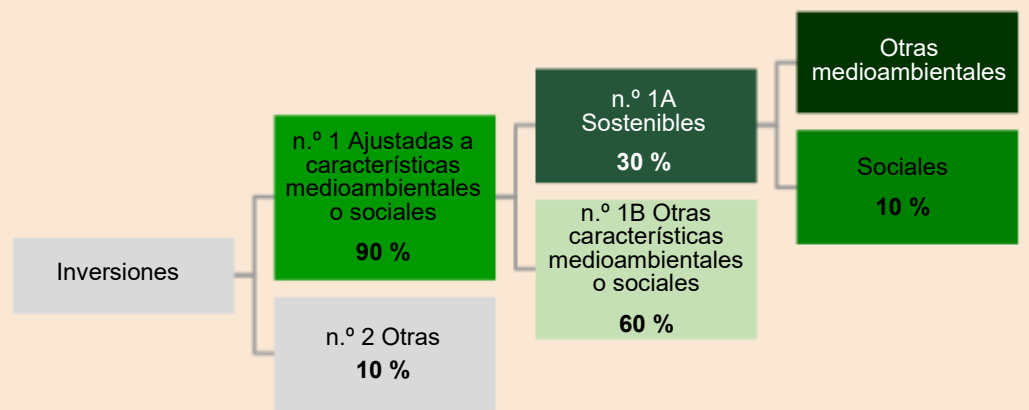 Inversiones
n.º 1 Ajustadas a
características
medioambientales
o sociales
90 %
n.º 2 Otras
10 %
n.º 1A
Sostenibles
30 %
n.º 1B Otras
características
medioambientales
o sociales
60 %
Otras
medioambientales
Sociales
10 %